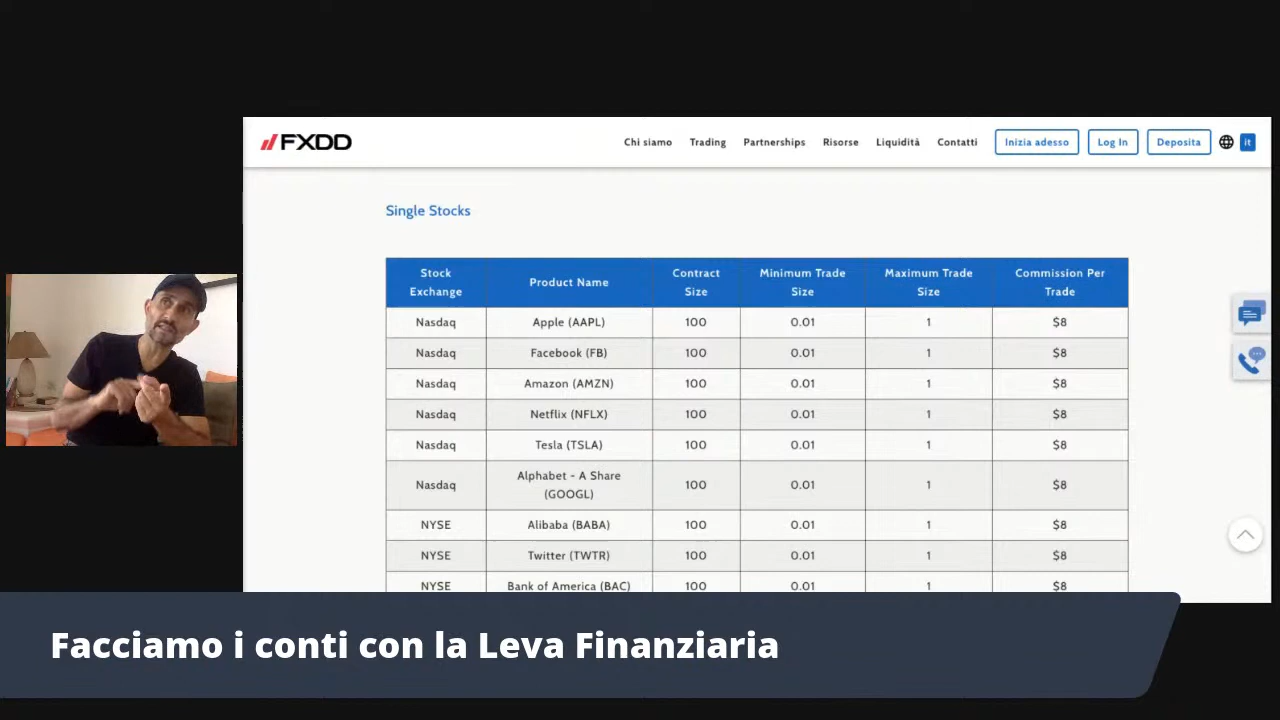 FXDD
Chi siamo Trading Partnerships Risorse Liquidità Contatti Inizia adesso Log In Deposita it
Single Stocks
Stock Exchange Product Name Contract Size Minimum Trade Size Maximum Trade Size Commission Per Trade
Nasdaq Apple (AAPL) 100 0.01 1 $8
Nasdaq Facebook (FB) 100 0.01 1 $8
Nasdaq Amazon (AMZN) 100 0.01 1 $8
Nasdaq Netflix (NFLX) 100 0.01 1 $8
Nasdaq Tesla (TSLA) 100 0.01 1 $8
Nasdaq Alphabet - A Share (GOOGL) 100 0.01 1 $8
NYSE Alibaba (BABA) 100 0.01 1 $8
NYSE Twitter (TWTR) 100 0.01 1 $8
NYSE Bank of America (BAC) 100 0.01 1 $8
Facciamo i conti con la Leva Finanziaria